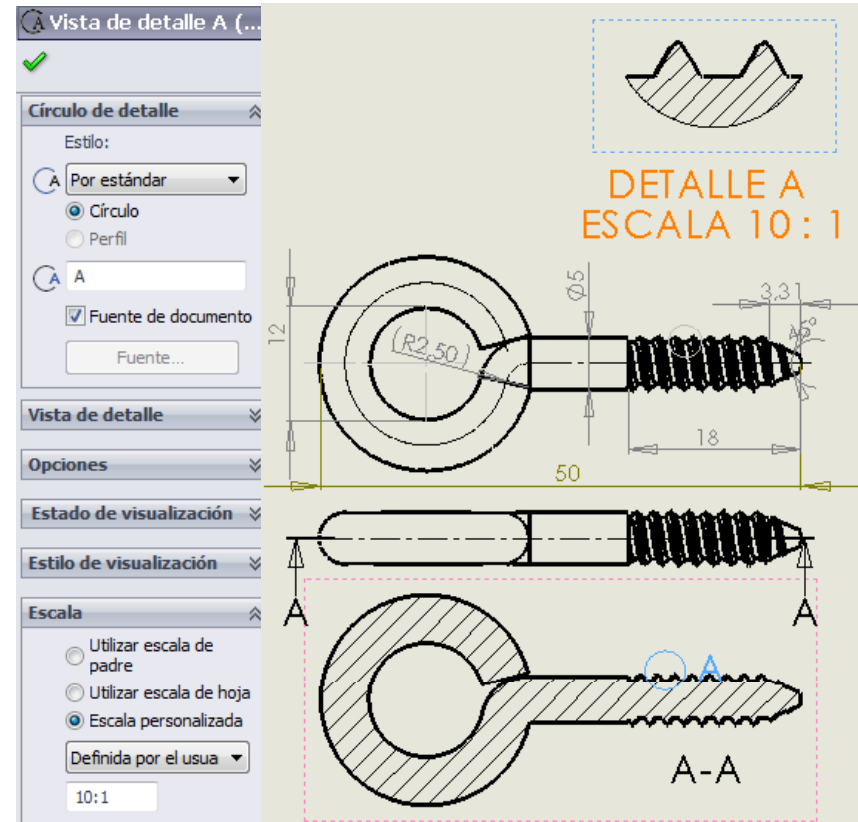 Vista de detalle A (...
Círculo de detalle
Estilo:
A
Por estándar
Círculo
Perfil
A
A
Fuente de documento
Fuente...
Vista de detalle
Opciones
Estado de visualización
Estilo de visualización
Escala
Utilizar escala de
padre
Utilizar escala de hoja
Escala personalizada
Definida por el usua
10:1
DETALLE A
ESCALA 10 : 1
12
(R2,50)
Ø5
3,31
45°
18
50
A
A
A
A-A